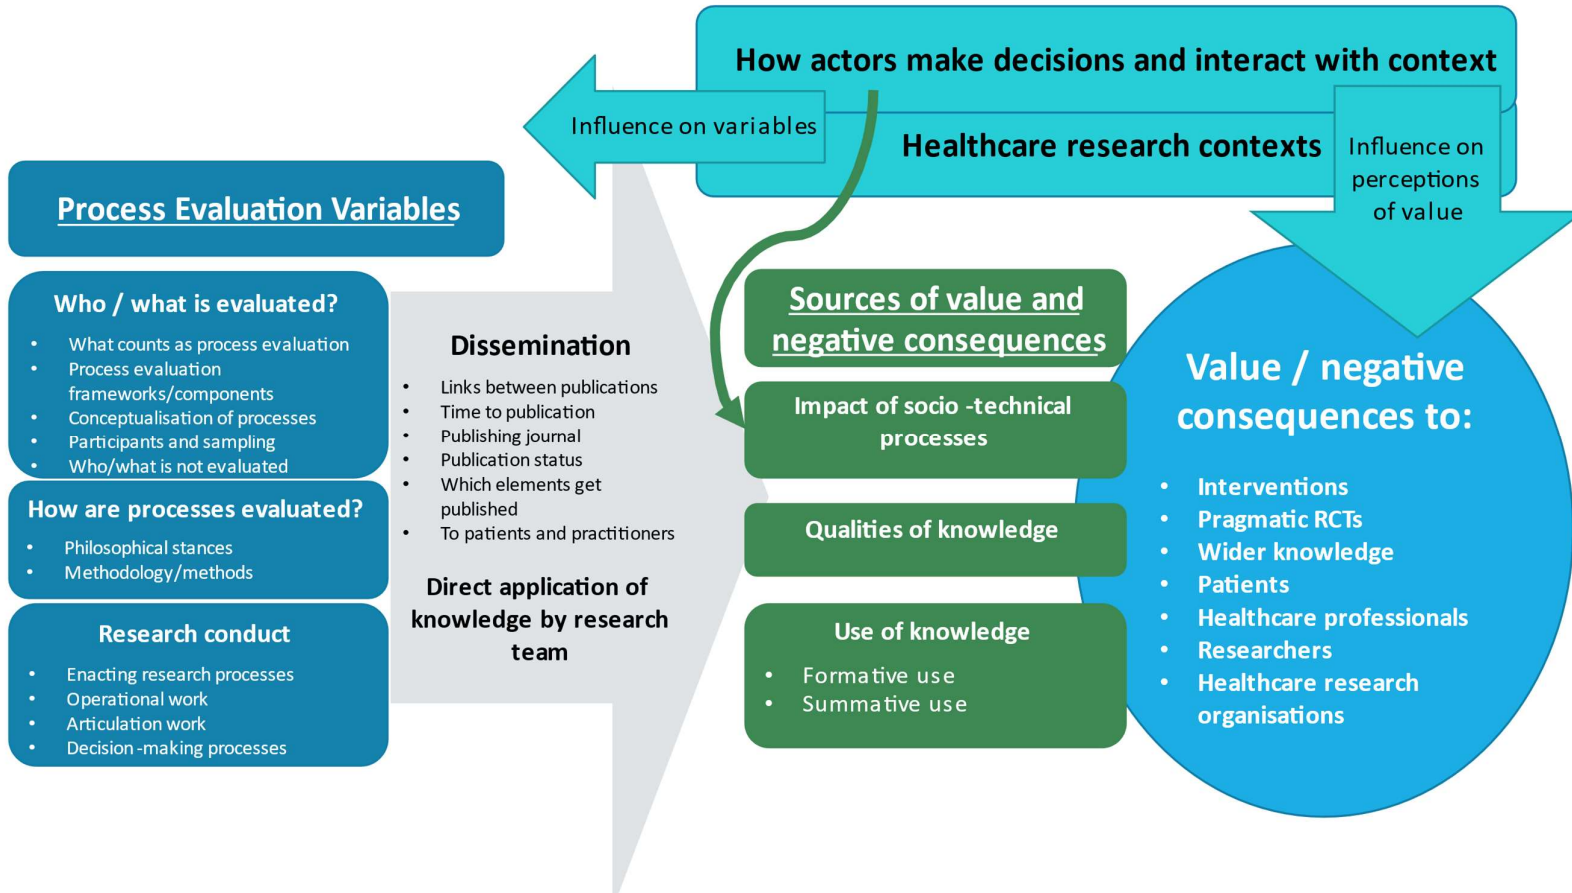 How actors make decisions and interact with context
Influence on variables
Healthcare research contexts
Influence on
perceptions
of value
Process Evaluation Variables
Who / what is evaluated?
• What counts as process evaluation
• Process evaluation
frameworks/components
• Conceptualisation of processes
• Participants and sampling
• Who/what is not evaluated
How are processes evaluated?
• Philosophical stances
• Methodology/methods
Research conduct
• Enacting research processes
• Operational work
• Articulation work
• Decision-making processes
Dissemination
• Links between publications
• Time to publication
• Publishing journal
• Publication status
• Which elements get
published
• To patients and practitioners
Direct application of
knowledge by research
team
Sources of value and
negative consequences
Impact of socio -technical
processes
Qualities of knowledge
Use of knowledge
• Formative use
• Summative use
Value / negative
consequences to:
• Interventions
• Pragmatic RCTs
• Wider knowledge
• Patients
• Healthcare professionals
• Researchers
• Healthcare research
organisations